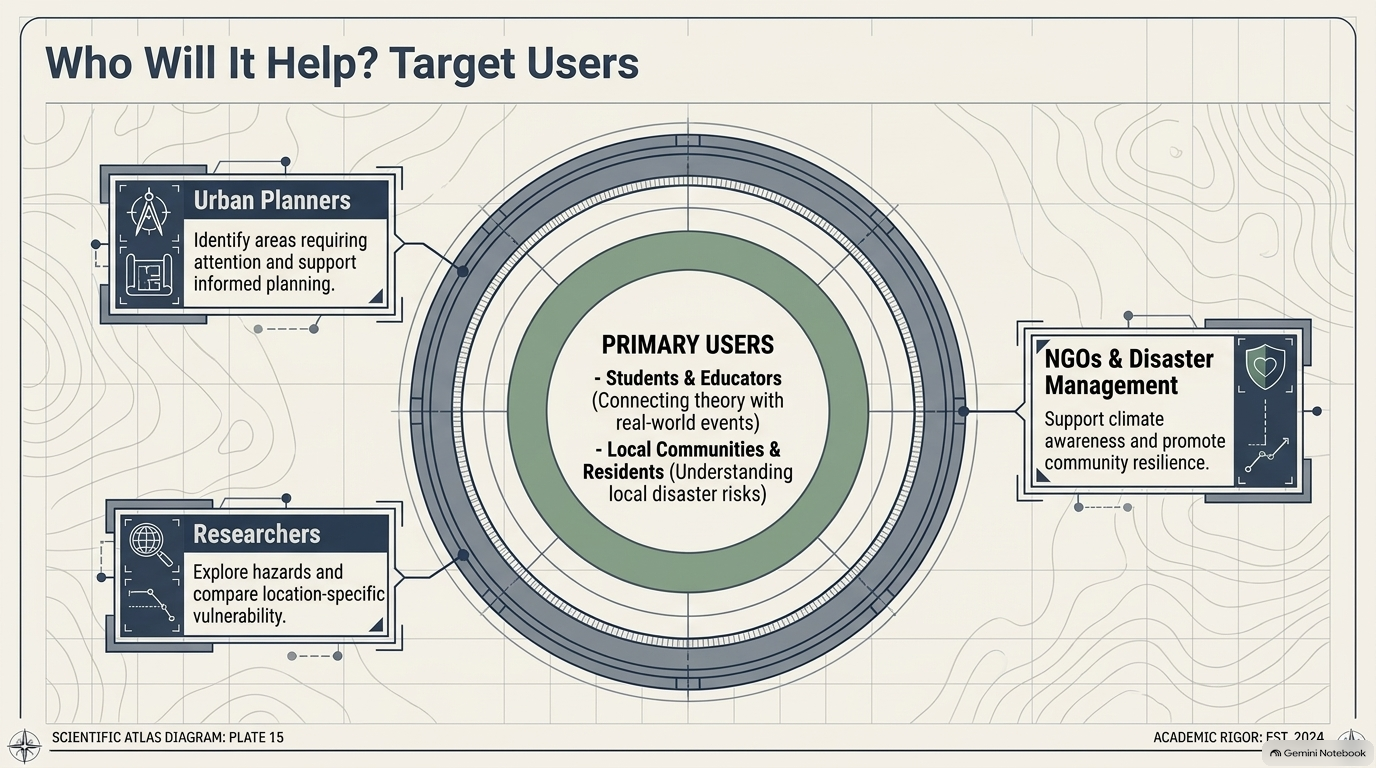 Who Will It Help? Target Users
Urban Planners
Identify areas requiring
attention and support
informed planning.
Researchers
Explore hazards and
compare location-specific
vulnerability.
PRIMARY USERS
- Students & Educators
(Connecting theory with
real-world events)
- Local Communities &
Residents (Understanding
local disaster risks)
NGOs & Disaster
Management
Support climate
awareness and promote
community resilience.
SCIENTIFIC ATLAS DIAGRAM: PLATE 15
ACADEMIC RIGOR: EST. 2024
Gemini Notebook